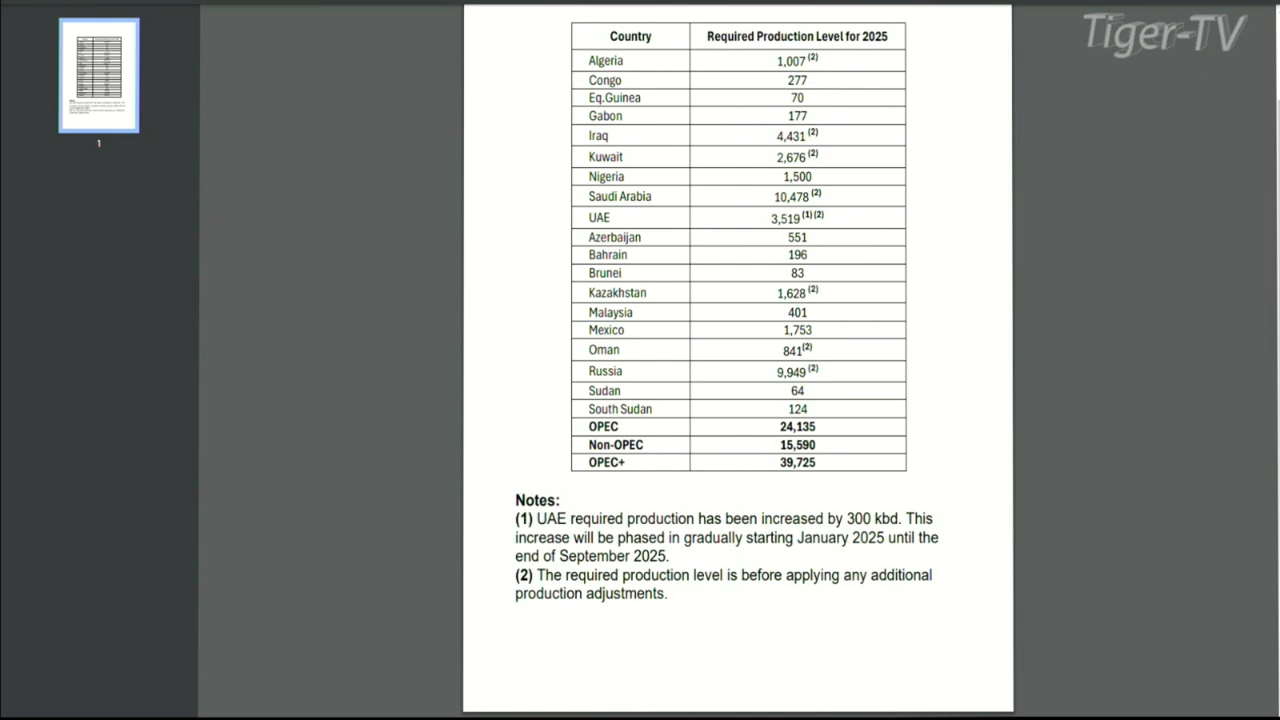 Tiger-TV
Country Required Production Level for 2025
Algeria 1,007 (2)
Congo 277
Eq.Guinea 70
Gabon 177
Iraq 4,431 (2)
Kuwait 2,676 (2)
Nigeria 1,500
Saudi Arabia 10,478 (2)
UAE 3,519 (1) (2)
Azerbaijan 551
Bahrain 196
Brunei 83
Kazakhstan 1,628 (2)
Malaysia 401
Mexico 1,753
Oman 841(2)
Russia 9,949 (2)
Sudan 64
South Sudan 124
OPEC 24,135
Non-OPEC 15,590
OPEC+ 39,725
Notes:
(1) UAE required production has been increased by 300 kbd. This
increase will be phased in gradually starting January 2025 until the
end of September 2025.
(2) The required production level is before applying any additional
production adjustments.
1